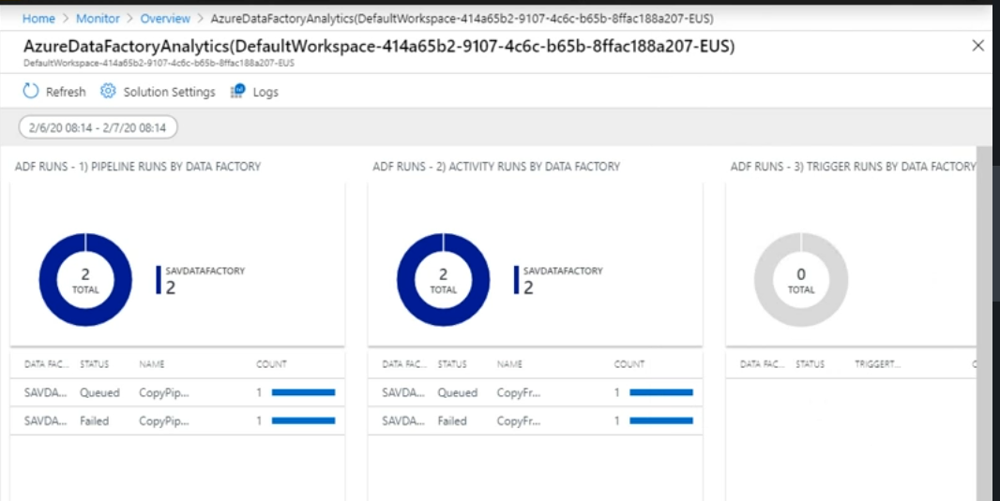 Home > Monitor > Overview > AzureDataFactoryAnalytics(DefaultWorkspace-414a65b2-9107-4c6c-b65b-8ffac188a207-EUS)
AzureDataFactoryAnalytics(DefaultWorkspace-414a65b2-9107-4c6c-b65b-8ffac188a207-EUS)
DefaultWorkspace-414a65b2-9107-4c6c-b65b-8ffac188a207-EUS
Refresh Solution Settings Logs
2/6/20 08:14 - 2/7/20 08:14
ADF RUNS - 1) PIPELINE RUNS BY DATA FACTORY
2
TOTAL
SAVDATAFACTORY
2
DATA FAC... STATUS NAME COUNT
SAVDA... Queued CopyPip... 1
SAVDA... Failed CopyPip... 1
ADF RUNS - 2) ACTIVITY RUNS BY DATA FACTORY
2
TOTAL
SAVDATAFACTORY
2
DATA FAC... STATUS NAME COUNT
SAVDA... Queued CopyFr... 1
SAVDA... Failed CopyFr... 1
ADF RUNS - 3) TRIGGER RUNS BY DATA FACTORY
0
TOTAL
DATA FAC... STATUS TRIGGERT...